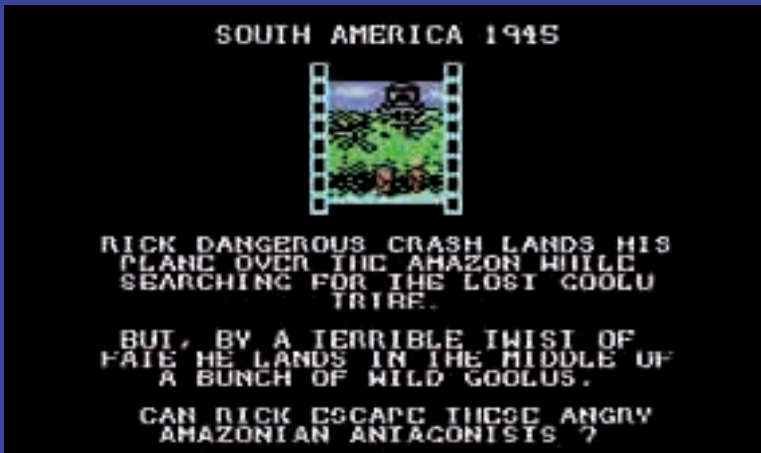 SOUTH AMERICA 1945
RICK DANGEROUS CRASH LANDS HIS
PLANE OVER THE AMAZON WHILE
SEARCHING FOR THE LOST GOOLU
TRIBE.
BUT, BY A TERRIBLE TWIST OF
FATE HE LANDS IN THE MIDDLE OF
A BUNCH OF WILD GOOLUS.
CAN RICK ESCAPE THESE ANGRY
AMAZONIAN ANTAGONISTS ?